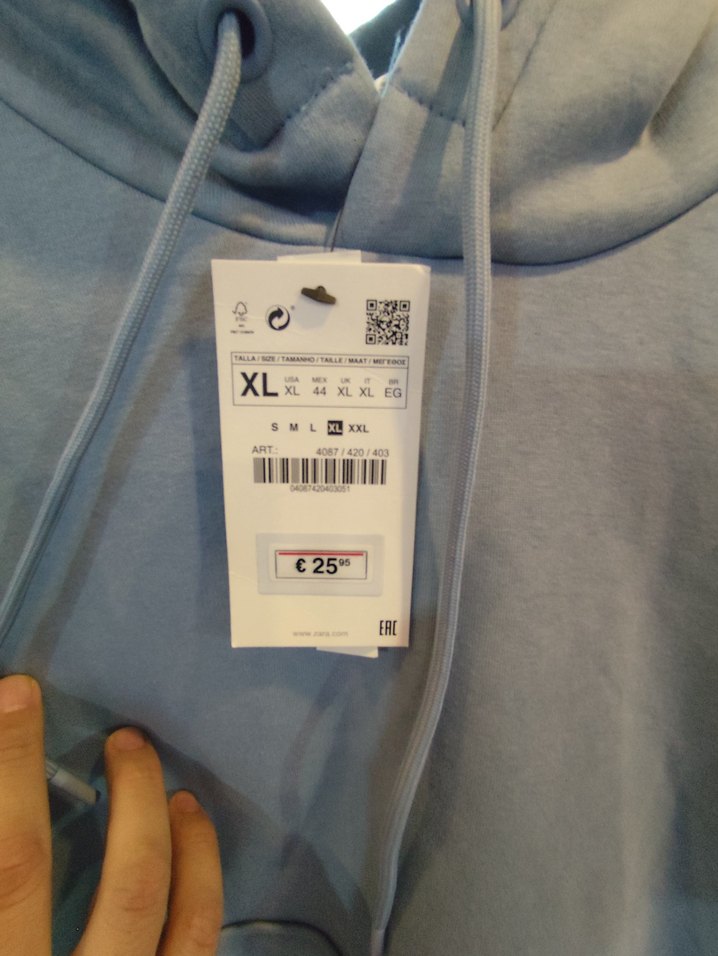 FSC
TALLA / SIZE / TAMANHO / TAILLE / MAAT / ΜΕΓΕΘΟΣ
XL USA XL MEX 44 UK XL IT XL BR EG
S M L XL XXL
ART.: 4087 / 420 / 403
04087420403051
€ 25 95
www.zara.com EAC